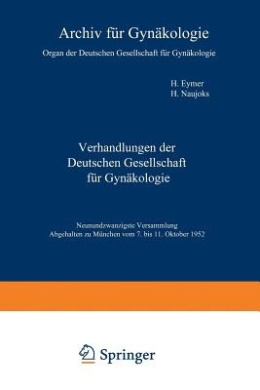 Archiv für Gynäkologie
Organ der Deutschen Gesellschaft für Gynäkologie
H. Eymer
H. Naujoks
Verhandlungen der
Deutschen Gesellschaft
für Gynäkologie
Neunundzwanzigste Versammlung
Abgehalten zu München vom 7. bis 11. Oktober 1952
Springer